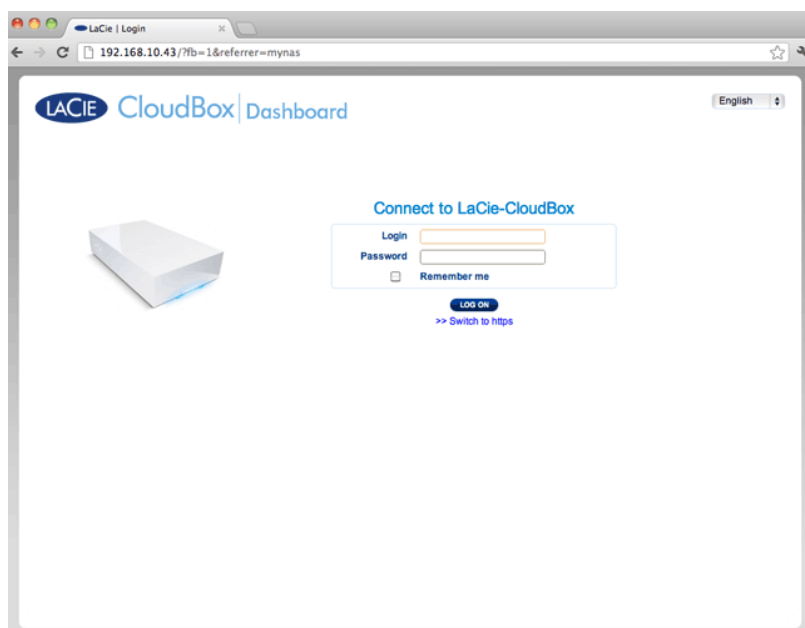 LaCie | Login
192.168.10.43/?fb=1&referrer=mynas
LACIE CloudBox | Dashboard
English
Connect to LaCie-CloudBox
Login
Password
Remember me
LOG ON
>> Switch to https